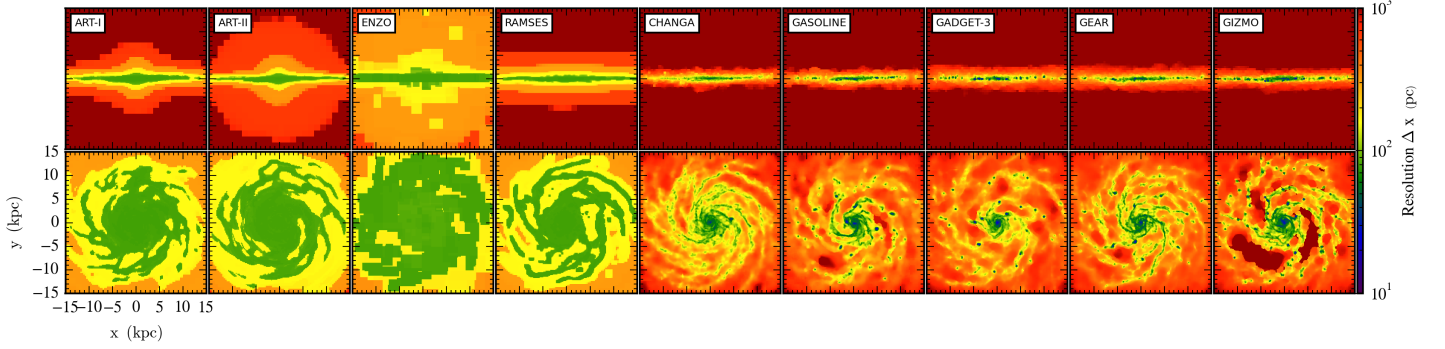 ART-I ART-II ENZO RAMSES CHANGA GASOLINE GADGET-3 GEAR GIZMO
10³
10²
10¹
Resolution Δ x (pc)
15
10
5
0
−5
−10
−15
y (kpc)
−15−10−5 0 5 10 15
x (kpc)